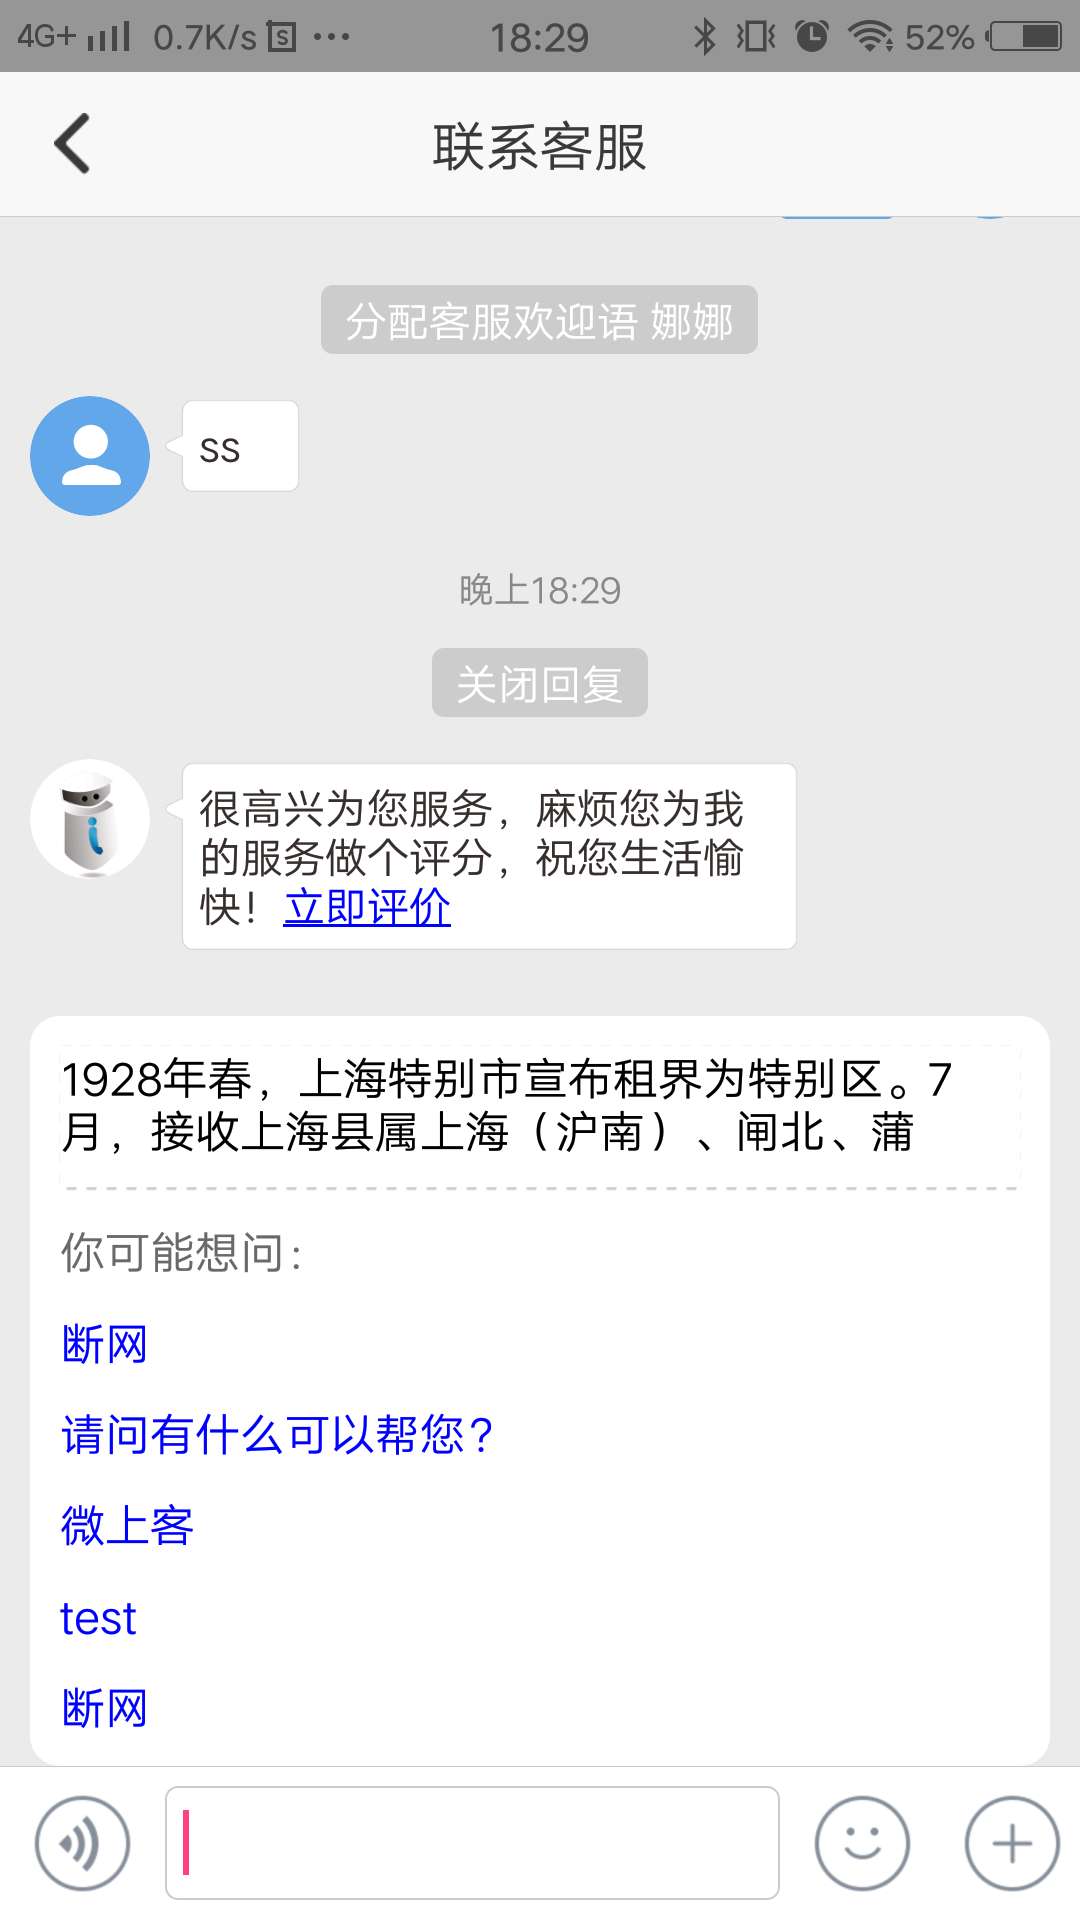 4G+ 0.7K/s S ··· 18:29 52%
联系客服
分配客服欢迎语 娜娜
ss
晚上18:29
关闭回复
很高兴为您服务，麻烦您为我
的服务做个评分，祝您生活愉
快！立即评价
1928年春，上海特别市宣布租界为特别区。7
月，接收上海县属上海（沪南）、闸北、蒲
你可能想问：
断网
请问有什么可以帮您？
微上客
test
断网